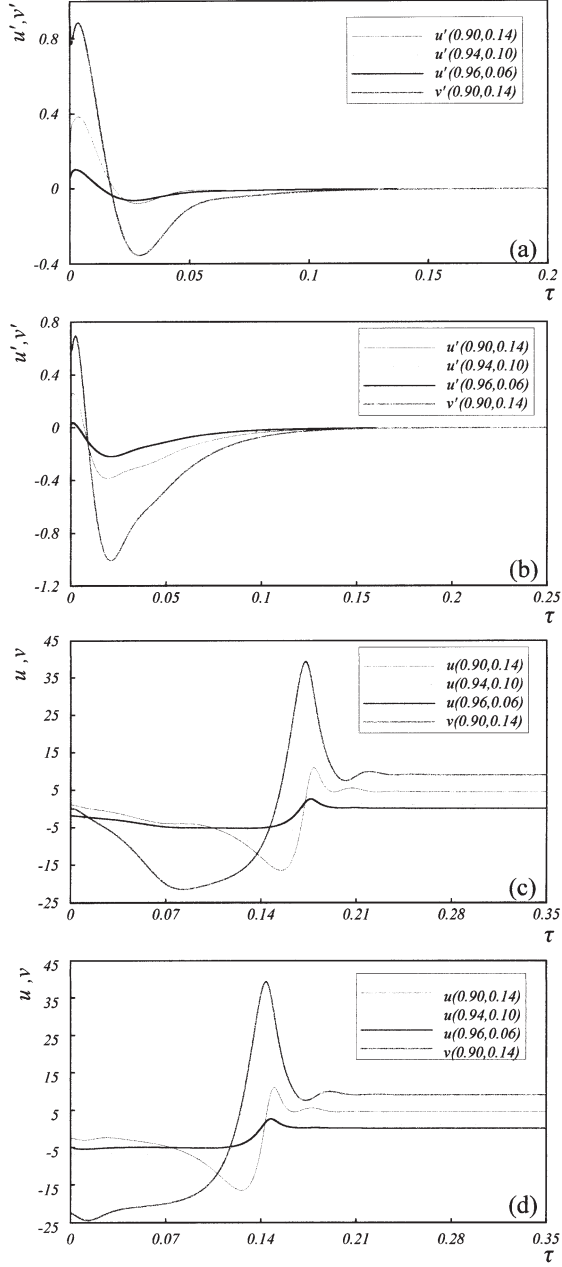 u',v'
0.8
0.4
0
-0.4
u'(0.90,0.14)
u'(0.94,0.10)
u'(0.96,0.06)
v'(0.90,0.14)
(a)
0 0.05 0.1 0.15 0.2
τ
u',v'
0.8
0.4
0
-0.4
-0.8
-1.2
u'(0.90,0.14)
u'(0.94,0.10)
u'(0.96,0.06)
v'(0.90,0.14)
(b)
0 0.05 0.1 0.15 0.2 0.25
τ
u ,v
45
35
25
15
5
-5
-15
-25
u(0.90,0.14)
u(0.94,0.10)
u(0.96,0.06)
v(0.90,0.14)
(c)
0 0.07 0.14 0.21 0.28 0.35
τ
u ,v
45
35
25
15
5
-5
-15
-25
u(0.90,0.14)
u(0.94,0.10)
u(0.96,0.06)
v(0.90,0.14)
(d)
0 0.07 0.14 0.21 0.28 0.35
τ